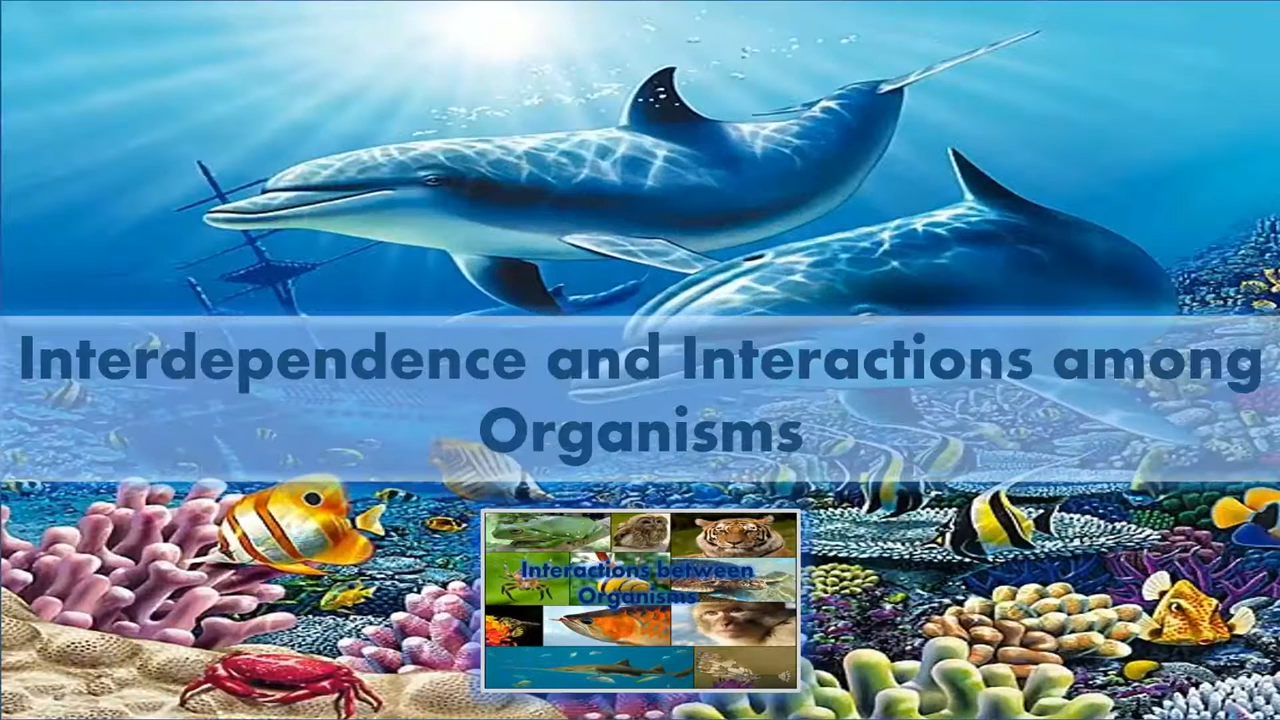 Interdependence and Interactions among
Organisms
Interactions between
Organisms